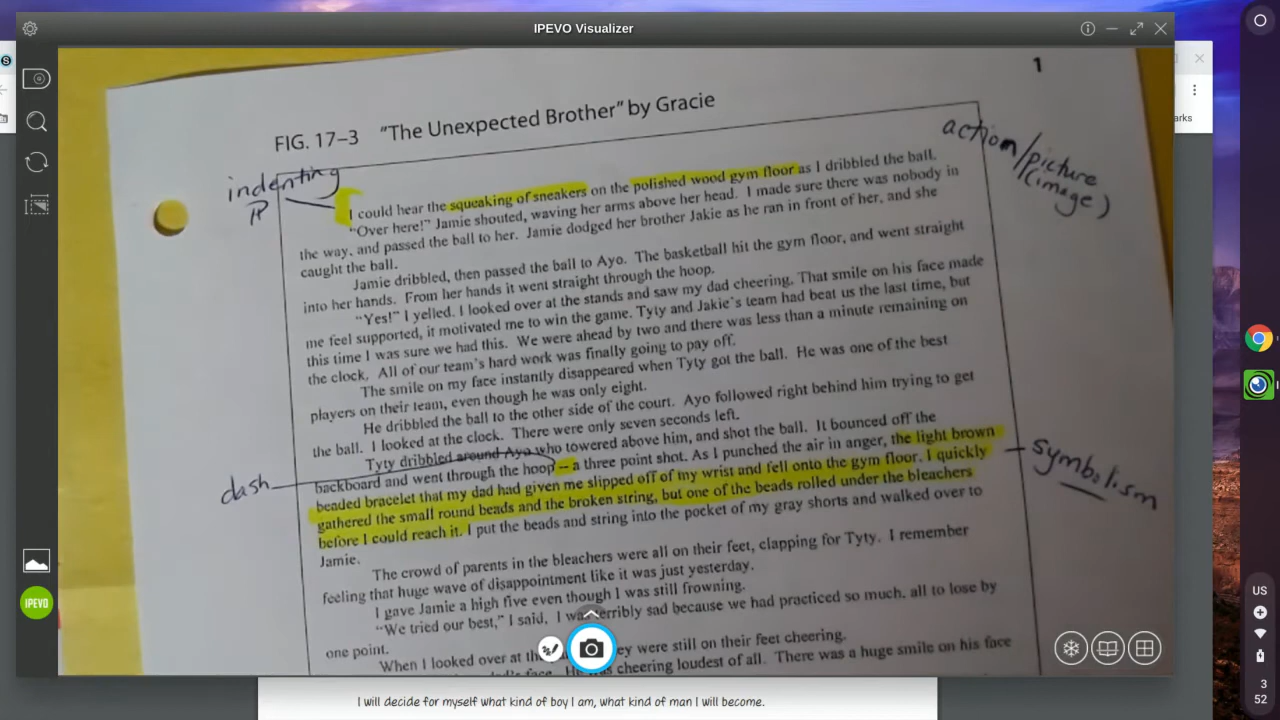 IPEVO Visualizer
1
FIG. 17–3 "The Unexpected Brother" by Gracie
action/picture
(image)
indenting
I could hear the squeaking of sneakers on the polished wood gym floor as I dribbled the ball.
"Over here!" Jamie shouted, waving her arms above her head. I made sure there was nobody in
the way, and passed the ball to her. Jamie dodged her brother Jakie as he ran in front of her, and she
caught the ball.
Jamie dribbled, then passed the ball to Ayo. The basketball hit the gym floor, and went straight
into her hands. From her hands it went straight through the hoop.
"Yes!" I yelled. I looked over at the stands and saw my dad cheering. That smile on his face made
me feel supported, it motivated me to win the game. Tyty and Jakie's team had beat us the last time, but
this time I was sure we had this. We were ahead by two and there was less than a minute remaining on
the clock. All of our team's hard work was finally going to pay off.
The smile on my face instantly disappeared when Tyty got the ball. He was one of the best
players on their team, even though he was only eight.
He dribbled the ball to the other side of the court. Ayo followed right behind him trying to get
the ball. I looked at the clock. There were only seven seconds left.
Tyty dribbled around Ayo who towered above him, and shot the ball. It bounced off the
backboard and went through the hoop – a three point shot. As I punched the air in anger, the light brown
beaded bracelet that my dad had given me slipped off of my wrist and fell onto the gym floor. I quickly
gathered the small round beads and the broken string, but one of the beads rolled under the bleachers
before I could reach it. I put the beads and string into the pocket of my gray shorts and walked over to
Jamie.
dash
symbolism
The crowd of parents in the bleachers were all on their feet, clapping for Tyty. I remember
feeling that huge wave of disappointment like it was just yesterday.
I gave Jamie a high five even though I was still frowning.
"We tried our best," I said, I was terribly sad because we had practiced so much, all to lose by
one point.
When I looked over at the they were still on their feet cheering.
face. He was cheering loudest of all. There was a huge smile on his face
IPEVO
arks
US
3
52
I will decide for myself what kind of boy I am, what kind of man I will become.